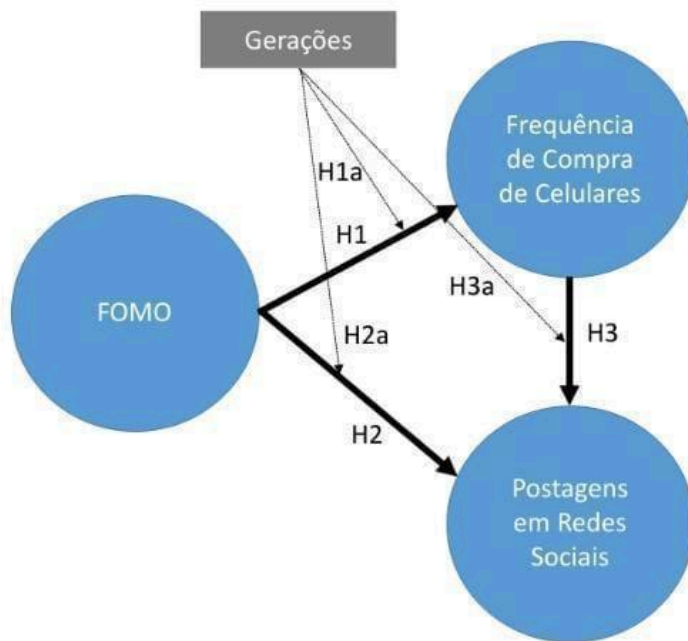 Gerações
Frequência
de Compra
de Celulares
H1a
H1
FOMO
H3a
H2a
H3
H2
Postagens
em Redes
Sociais